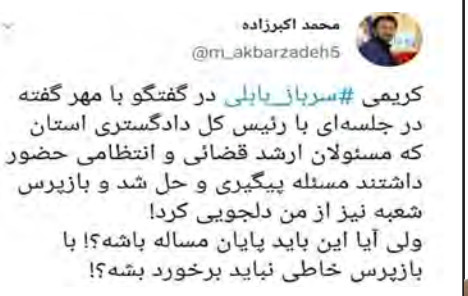 محمد اکبرزاده
@m_akbarzadeh5
کریمی #سرباز_بابلی در گفتگو با مهر گفته
در جلسه‌ای با رئیس کل دادگستری استان
که مسئولان ارشد قضائی و انتظامی حضور
داشتند مسئله پیگیری و حل شد و بازپرس
شعبه نیز از من دلجویی کرد!
ولی آیا این باید پایان مساله باشه؟! با
بازپرس خاطی نباید برخورد بشه؟!